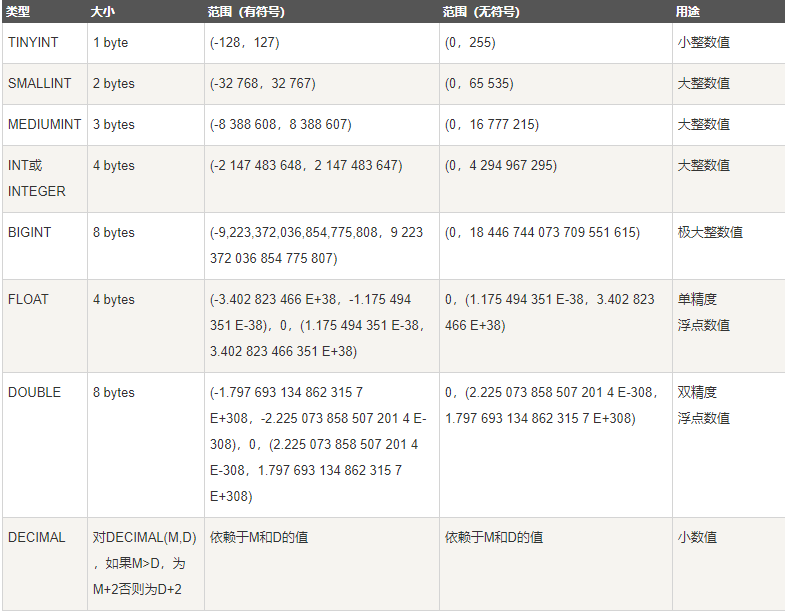 类型 大小 范围（有符号） 范围（无符号） 用途
TINYINT 1 byte (-128，127) (0，255) 小整数值
SMALLINT 2 bytes (-32 768，32 767) (0，65 535) 大整数值
MEDIUMINT 3 bytes (-8 388 608，8 388 607) (0，16 777 215) 大整数值
INT或 4 bytes (-2 147 483 648，2 147 483 647) (0，4 294 967 295) 大整数值
INTEGER
BIGINT 8 bytes (-9,223,372,036,854,775,808，9 223 (0，18 446 744 073 709 551 615) 极大整数值
372 036 854 775 807)
FLOAT 4 bytes (-3.402 823 466 E+38，-1.175 494 0，(1.175 494 351 E-38，3.402 823 单精度
351 E-38)，0，(1.175 494 351 E-38， 466 E+38) 浮点数值
3.402 823 466 351 E+38)
DOUBLE 8 bytes (-1.797 693 134 862 315 7 0，(2.225 073 858 507 201 4 E-308， 双精度
E+308，-2.225 073 858 507 201 4 E- 1.797 693 134 862 315 7 E+308) 浮点数值
308)，0，(2.225 073 858 507 201 4
E-308，1.797 693 134 862 315 7
E+308)
DECIMAL 对DECIMAL(M,D) 依赖于M和D的值 依赖于M和D的值 小数值
，如果M>D，为
M+2否则为D+2